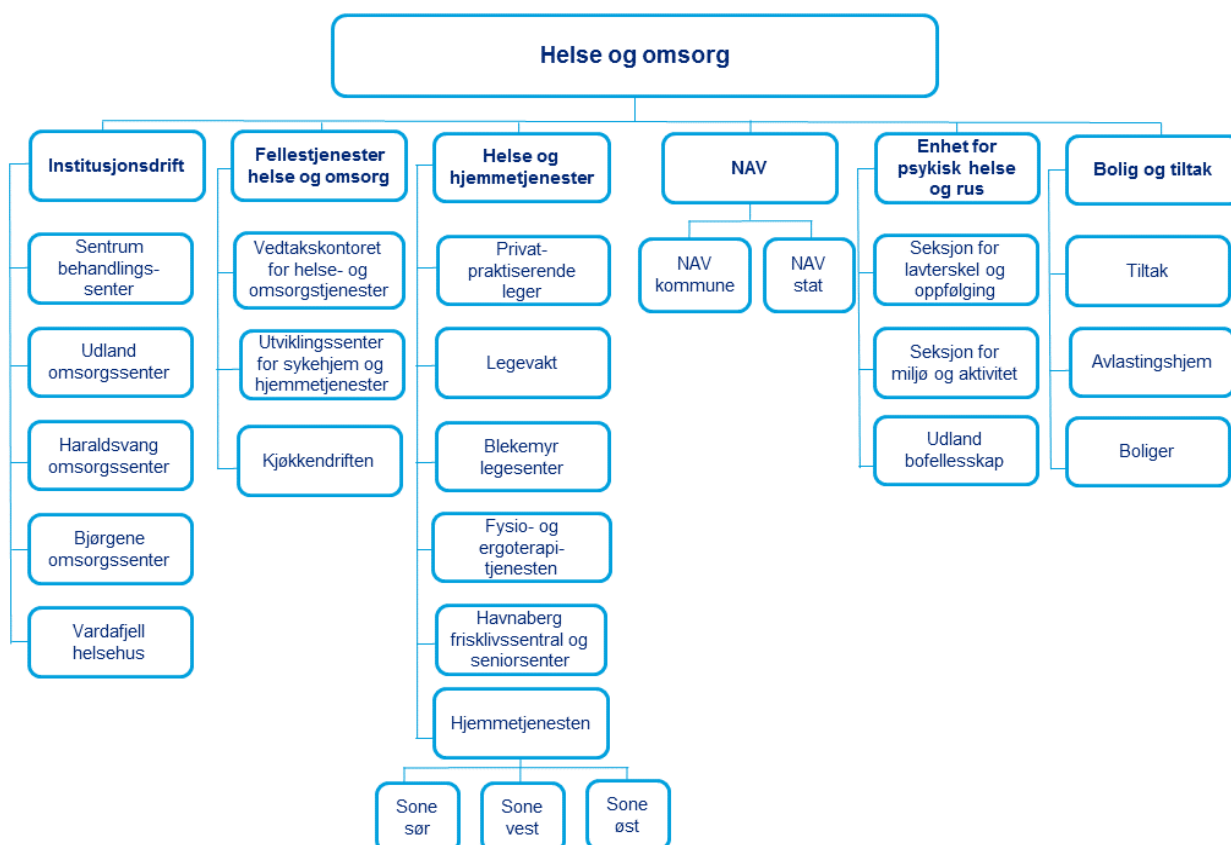 Helse og omsorg
Institusjonsdrift
Sentrum
behandlings-
senter
Udland
omsorgssenter
Haraldsvang
omsorgssenter
Bjørgene
omsorgssenter
Vardafjell
helsehus
Fellestjenester
helse og omsorg
Vedtakskontoret
for helse- og
omsorgstjenester
Utviklingssenter
for sykehjem og
hjemmetjenester
Kjøkkendriften
Helse og
hjemmetjenester
Privat-
praktiserende
leger
Legevakt
Blekemyr
legesenter
Fysio- og
ergoterapi-
tjenesten
Havnaberg
frisklivssentral og
seniorsenter
Hjemmetjenesten
Sone
sør
Sone
vest
Sone
øst
NAV
NAV
kommune
NAV
stat
Enhet for
psykisk helse
og rus
Seksjon for
lavterskel og
oppfølging
Seksjon for
miljø og aktivitet
Udland
bofellesskap
Bolig og tiltak
Tiltak
Avlastingshjem
Boliger